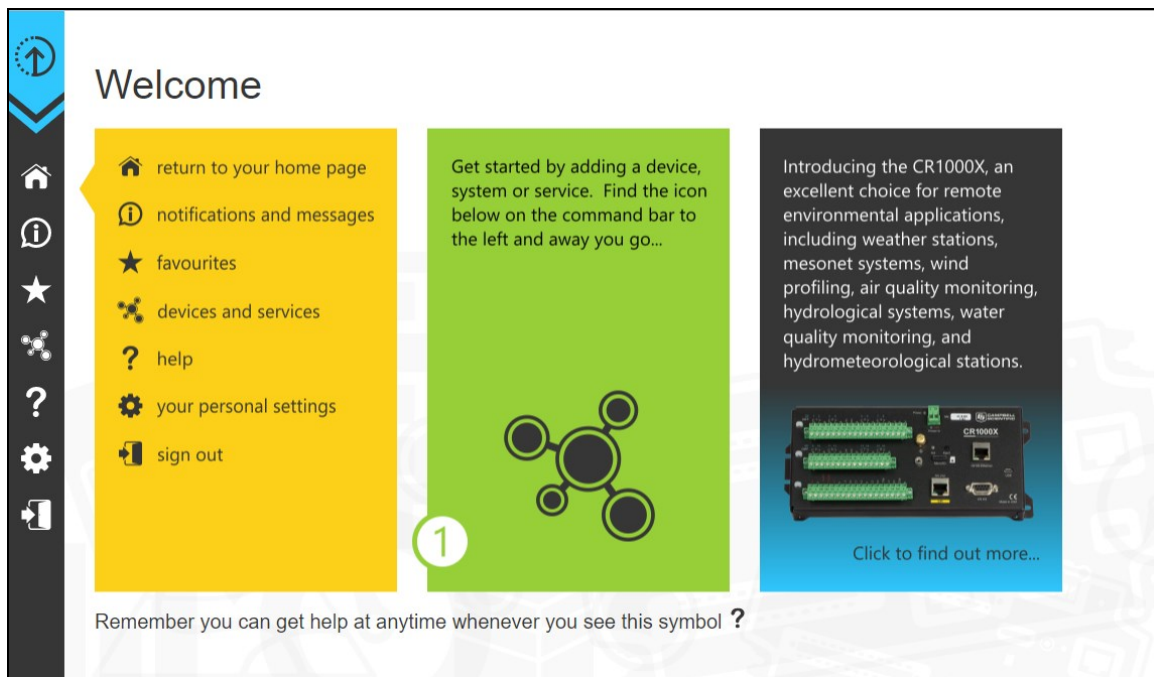 Welcome
return to your home page
notifications and messages
favourites
devices and services
? help
your personal settings
sign out
Get started by adding a device,
system or service. Find the icon
below on the command bar to
the left and away you go...
1
Introducing the CR1000X, an
excellent choice for remote
environmental applications,
including weather stations,
mesonet systems, wind
profiling, air quality monitoring,
hydrological systems, water
quality monitoring, and
hydrometeorological stations.
CAMPBELL
SCIENTIFIC
CR1000X
Click to find out more...
Remember you can get help at anytime whenever you see this symbol ?